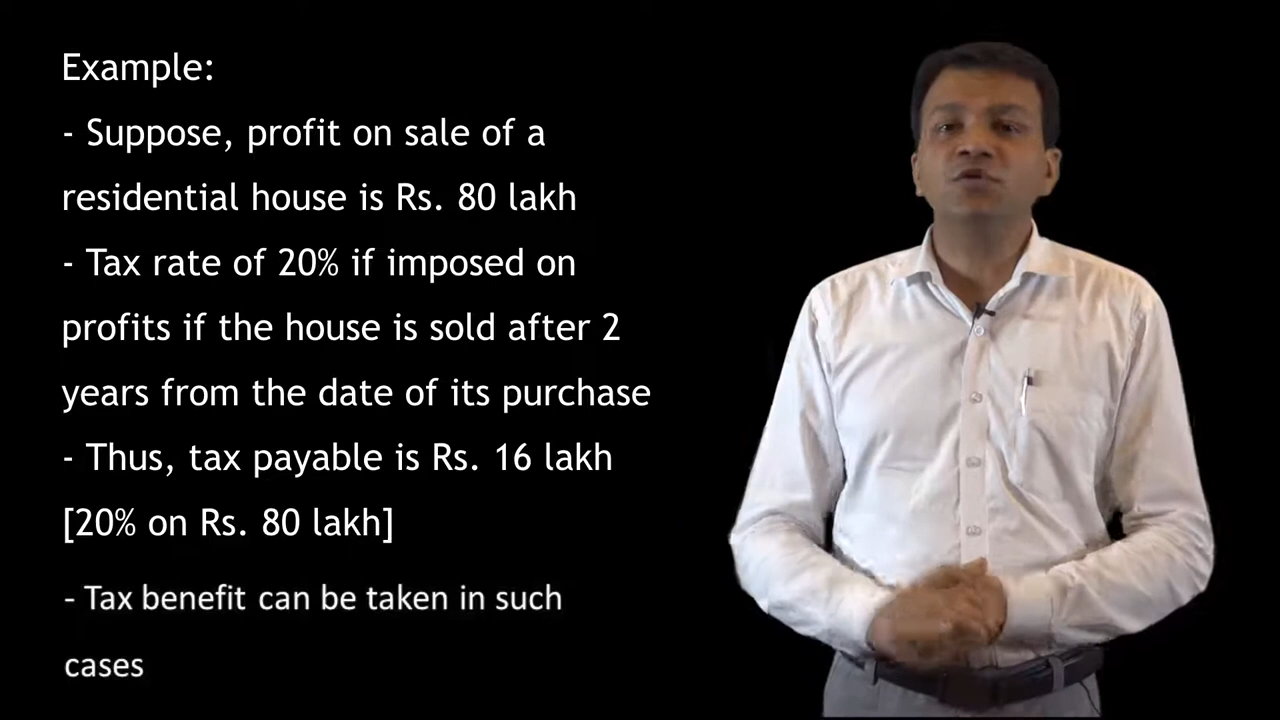 Example:
- Suppose, profit on sale of a
residential house is Rs. 80 lakh
- Tax rate of 20% if imposed on
profits if the house is sold after 2
years from the date of its purchase
- Thus, tax payable is Rs. 16 lakh
[20% on Rs. 80 lakh]
- Tax benefit can be taken in such
cases